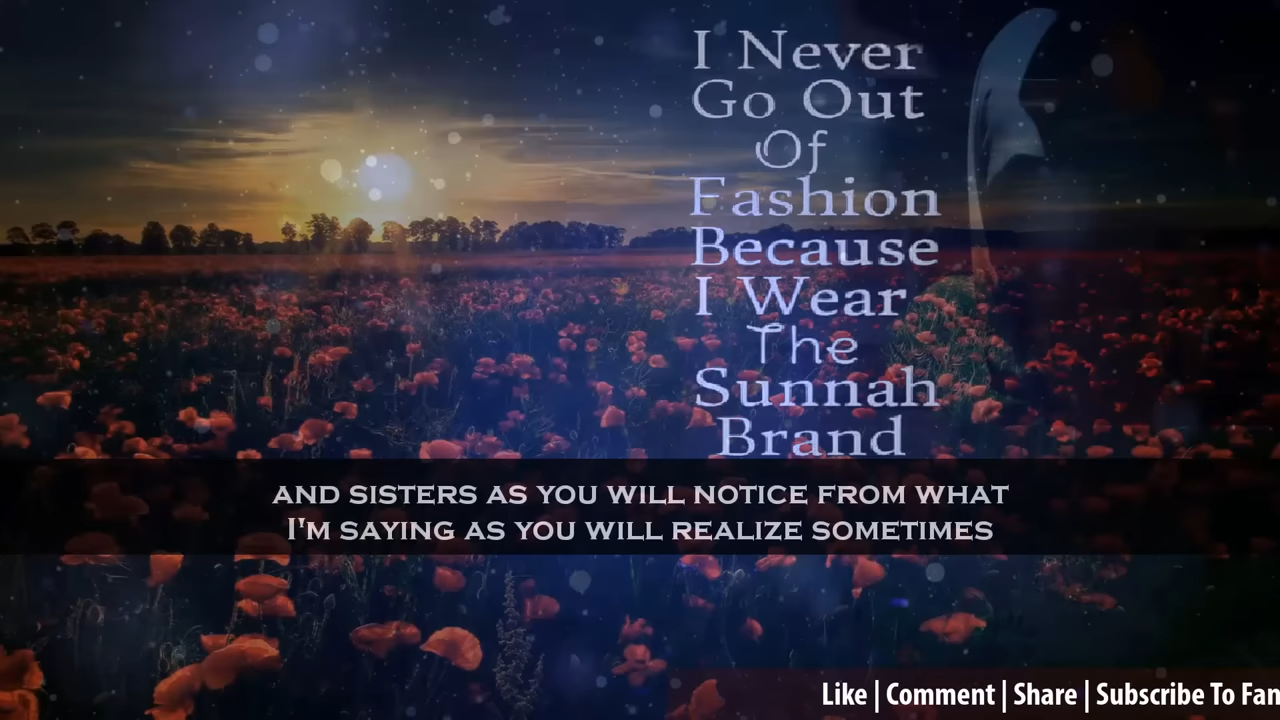 I Never
Go Out
Of
Fashion
Because
I Wear
The
Sunnah
Brand
AND SISTERS AS YOU WILL NOTICE FROM WHAT
I'M SAYING AS YOU WILL REALIZE SOMETIMES
Like | Comment | Share | Subscribe To Fan